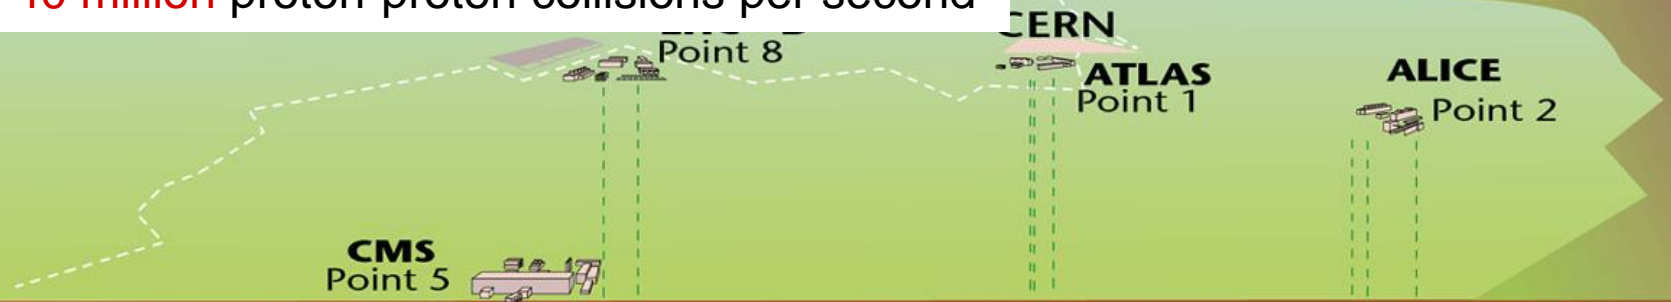 million proton proton collisions per second
CERN
Point 8
ATLAS
Point 1
ALICE
Point 2
CMS
Point 5